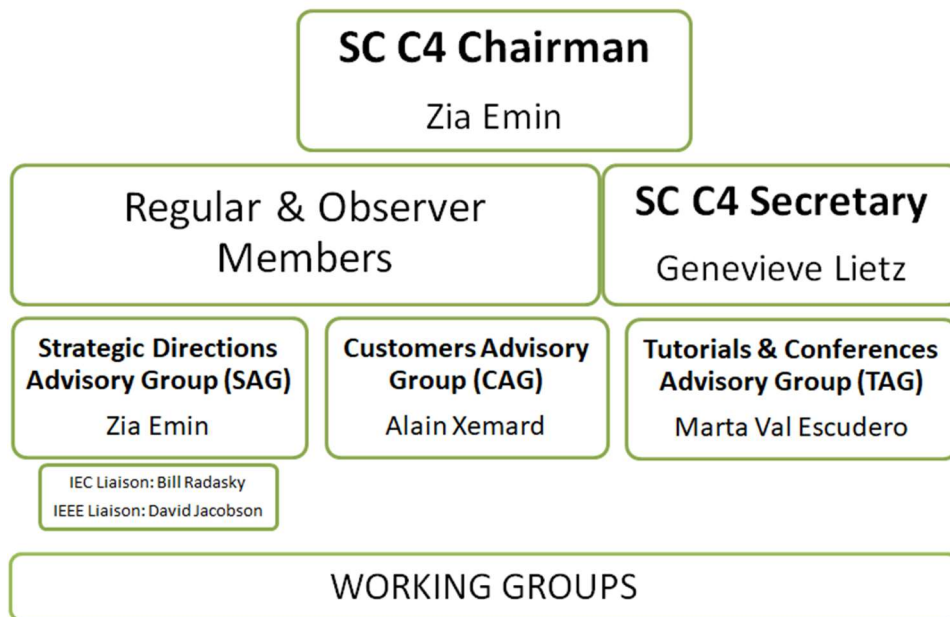 SC C4 Chairman
Zia Emin
Regular & Observer
Members
SC C4 Secretary
Genevieve Lietz
Strategic Directions
Advisory Group (SAG)
Zia Emin
Customers Advisory
Group (CAG)
Alain Xemard
Tutorials & Conferences
Advisory Group (TAG)
Marta Val Escudero
IEC Liaison: Bill Radasky
IEEE Liaison: David Jacobson
WORKING GROUPS